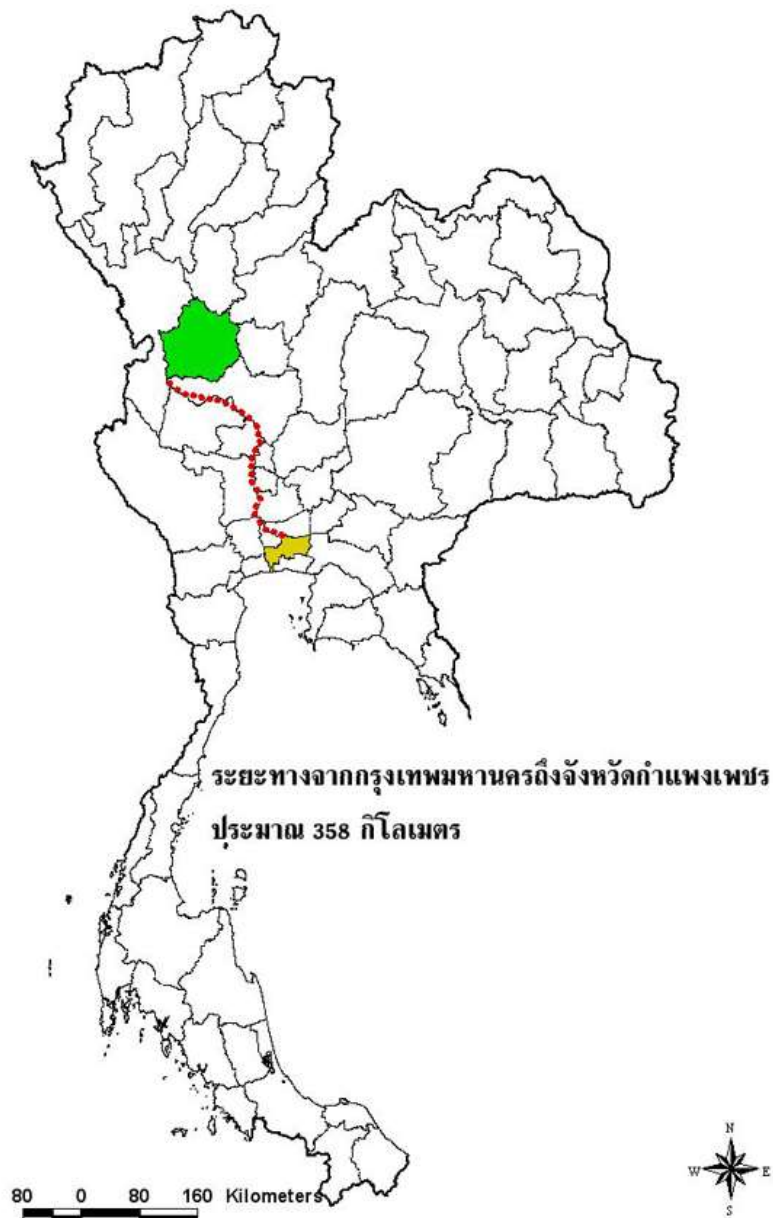 ระยะทางจากกรุงเทพมหานครถึงจังหวัดกำแพงเพชร
ประมาณ 358 กิโลเมตร
N
W E
S
80 0 80 160 Kilometers